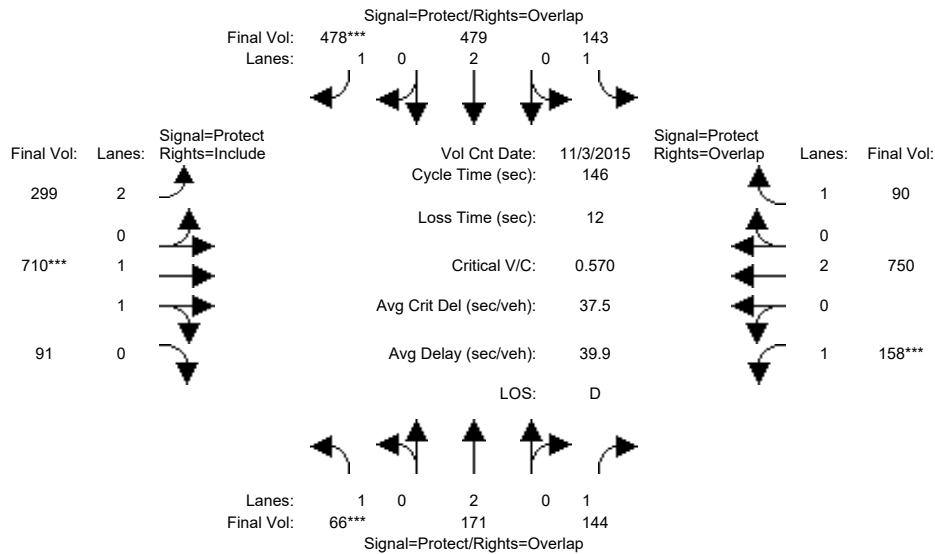 Signal=Protect/Rights=Overlap
Final Vol: 478*** 479 143
Lanes: 1 0 2 0 1
Signal=Protect Signal=Protect
Final Vol: Lanes: Rights=Include Vol Cnt Date: 11/3/2015 Rights=Overlap Lanes: Final Vol:
Cycle Time (sec): 146
299 2 1 90
Loss Time (sec): 12
0 0
710*** 1 Critical V/C: 0.570 2 750
1 Avg Crit Del (sec/veh): 37.5 0
91 0 Avg Delay (sec/veh): 39.9 1 158***
LOS: D
Lanes: 1 0 2 0 1
Final Vol: 66*** 171 144
Signal=Protect/Rights=Overlap